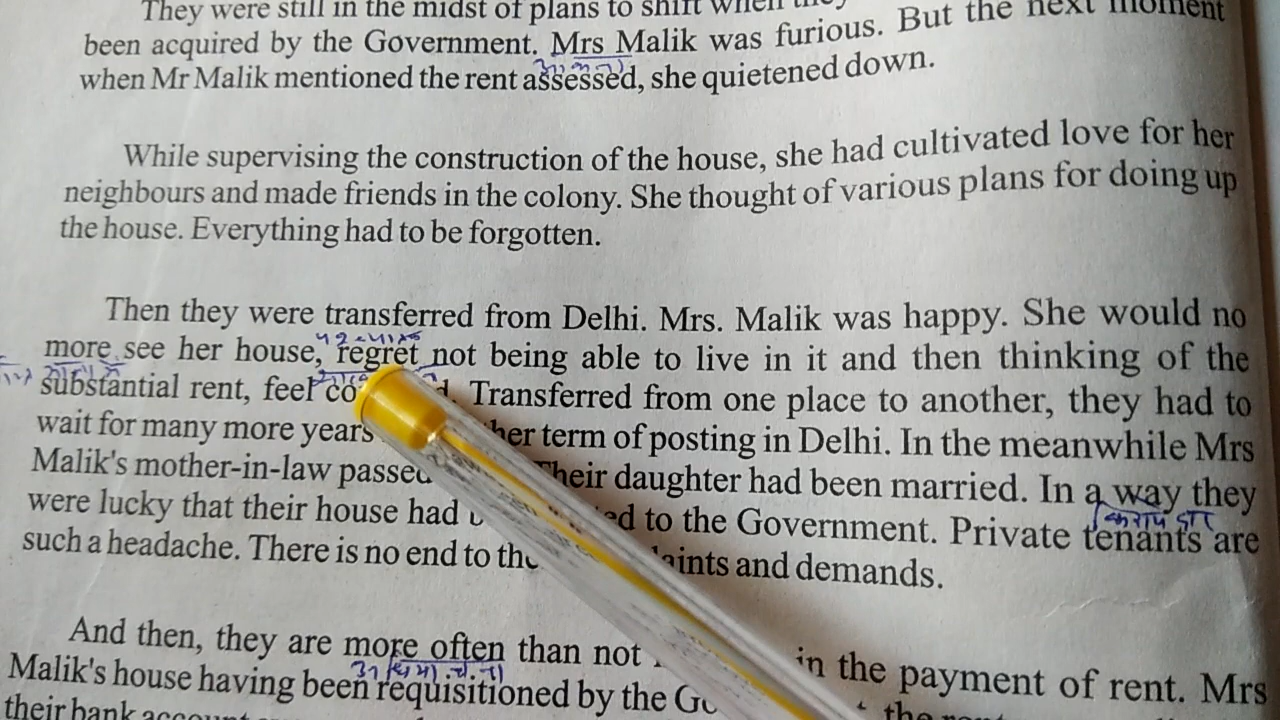 They were still in the midst of plans to shift when they
been acquired by the Government. Mrs Malik was furious. But the next moment
when Mr Malik mentioned the rent assessed, she quietened down.
While supervising the construction of the house, she had cultivated love for her
neighbours and made friends in the colony. She thought of various plans for doing up
the house. Everything had to be forgotten.
Then they were transferred from Delhi. Mrs. Malik was happy. She would no
more see her house, regret not being able to live in it and then thinking of the
substantial rent, feel Transferred from one place to another, they had to
wait for many more years term of posting in Delhi. In the meanwhile Mrs
Malik's mother-in-law passed Their daughter had been married. In a way they
were lucky that their house had to the Government. Private tenants are
किरायेदार
such a headache. There is no end to the and demands.
And then, they are more often than not in the payment of rent. Mrs
Malik's house having been requisitioned by the
their bank